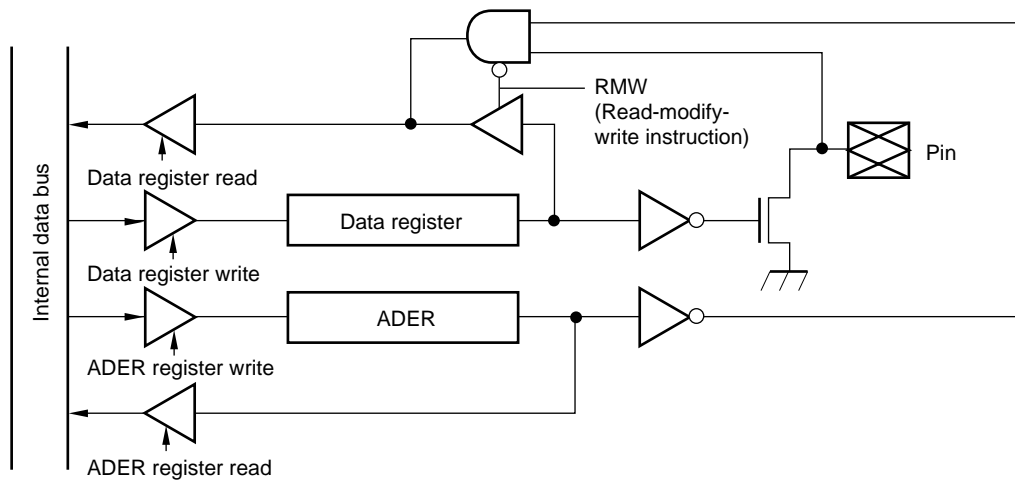 RMW
(Read-modify-
write instruction)
Pin
Data register read
Data register
Data register write
Internal data bus
ADER
ADER register write
ADER register read